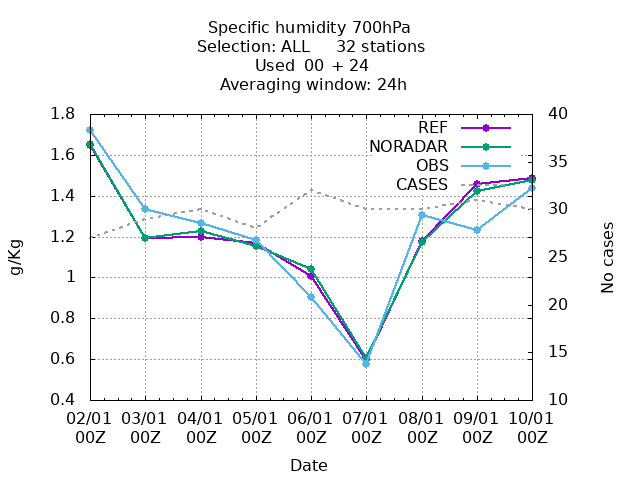 Specific humidity 700hPa
Selection: ALL 32 stations
Used 00 + 24
Averaging window: 24h
1.8
1.6
1.4
1.2
1
0.8
0.6
0.4
40
35
30
25
20
15
10
REF
NORADAR
OBS
CASES
g/Kg
No cases
02/01 03/01 04/01 05/01 06/01 07/01 08/01 09/01 10/01
00Z 00Z 00Z 00Z 00Z 00Z 00Z 00Z 00Z
Date